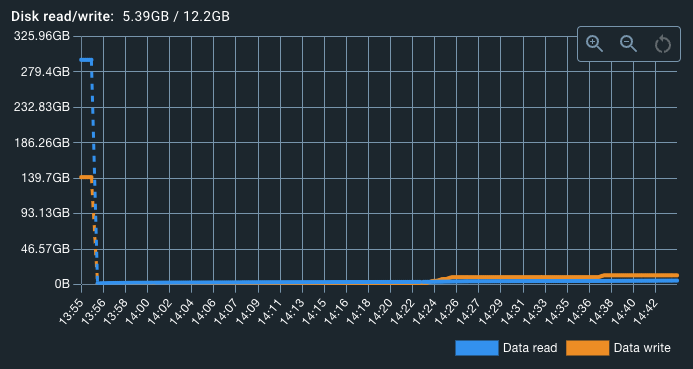 Disk read/write: 5.39GB / 12.2GB
325.96GB
279.4GB
232.83GB
186.26GB
139.7GB
93.13GB
46.57GB
0B
13:55 13:56 13:58 14:00 14:02 14:04 14:06 14:07 14:09 14:11 14:13 14:15 14:16 14:18 14:20 14:22 14:24 14:26 14:27 14:29 14:31 14:33 14:35 14:36 14:38 14:40 14:42
Data read Data write